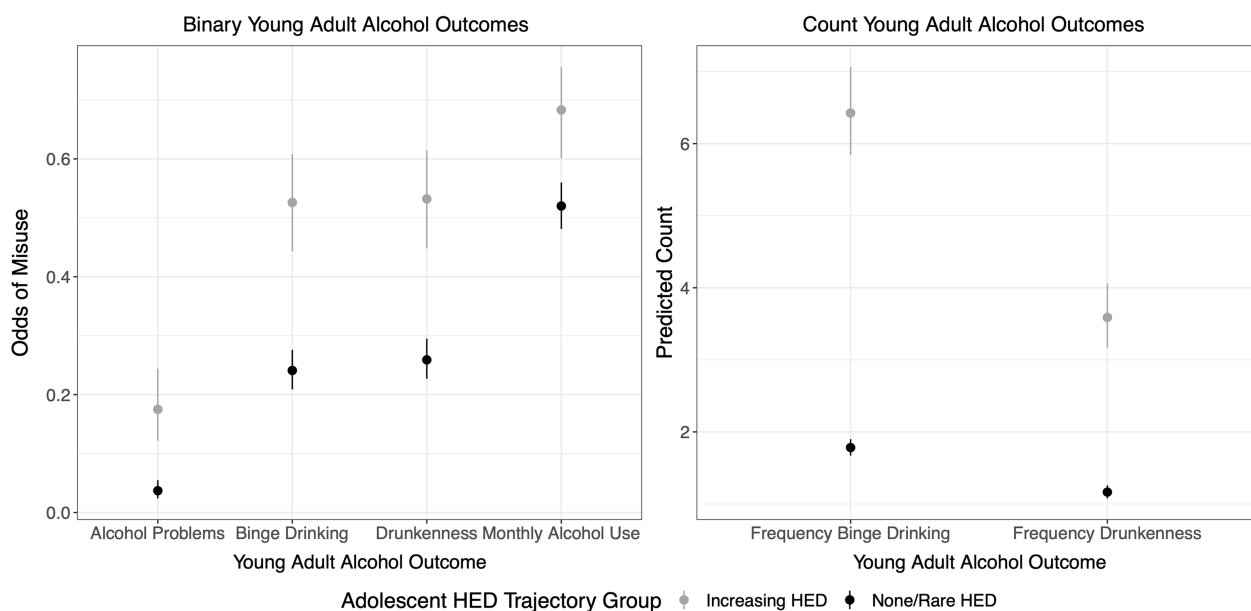 Binary Young Adult Alcohol Outcomes
Odds of Misuse
0.6
0.4
0.2
0.0
Alcohol Problems Binge Drinking Drunkenness Monthly Alcohol Use
Young Adult Alcohol Outcome
Count Young Adult Alcohol Outcomes
Predicted Count
6
4
2
Frequency Binge Drinking Frequency Drunkenness
Young Adult Alcohol Outcome
Adolescent HED Trajectory Group Increasing HED None/Rare HED